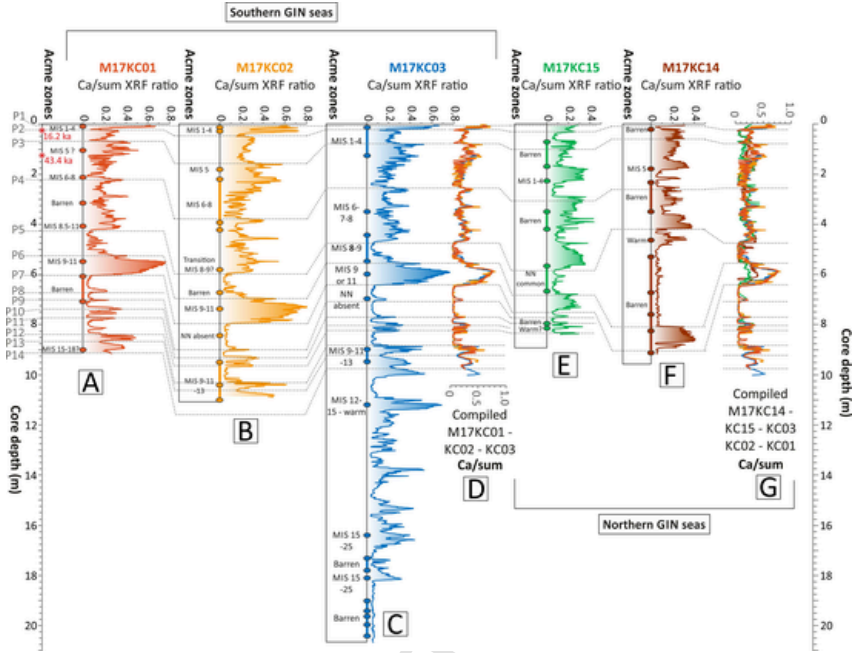 Southern GIN seas
M17KC01
Ca/sum XRF ratio
M17KC02
Ca/sum XRF ratio
M17KC03
Ca/sum XRF ratio
M17KC15
Ca/sum XRF ratio
M17KC14
Ca/sum XRF ratio
Acme zones
Acme zones
Acme zones
Acme zones
Acme zones
0 0.2 0.4 0.6 0.8
0 0.2 0.4 0.6 0.8
0 0.2 0.4 0.6 0.8
0 0.5 1.0
0 0.2 0.4
0 0.2 0.4
0 0.5 1.0
P1
P2
P3
P4
P5
P6
P7
P8
P9
P10
P11
P12
P13
P14
0
2
4
6
8
10
12
14
16
18
20
Core depth (m)
MIS 1-4
16.2 ka
MIS 5 ?
43.4 ka
MIS 6-8
Barren
MIS 8.5-11
MIS 9-11
Barren
MIS 15-18?
A
MIS 1-4
MIS 5
MIS 6-8
Transition
MIS 8-9?
Barren
MIS 9-11
NN absent
MIS 9-11
-13
B
MIS 1-4
MIS 6-
7-8
MIS 8-9
MIS 9
or 11
NN
absent
MIS 9-11
-13
MIS 12-
15 - warm
MIS 15
-25
Barren
MIS 15
-25
Barren
C
0 0.5 1.0
Compiled
M17KC01 -
KC02 - KC03
Ca/sum
D
Barren
MIS 1-4
Barren
NN
common
Barren
Warm?
E
Barren
MIS 5
Barren
Warm
Barren
F
0 0.5 1.0
Compiled
M17KC14 -
KC15 - KC03
KC02 - KC01
Ca/sum
G
Northern GIN seas
0
2
4
6
8
10
12
14
16
18
20
Core depth (m)